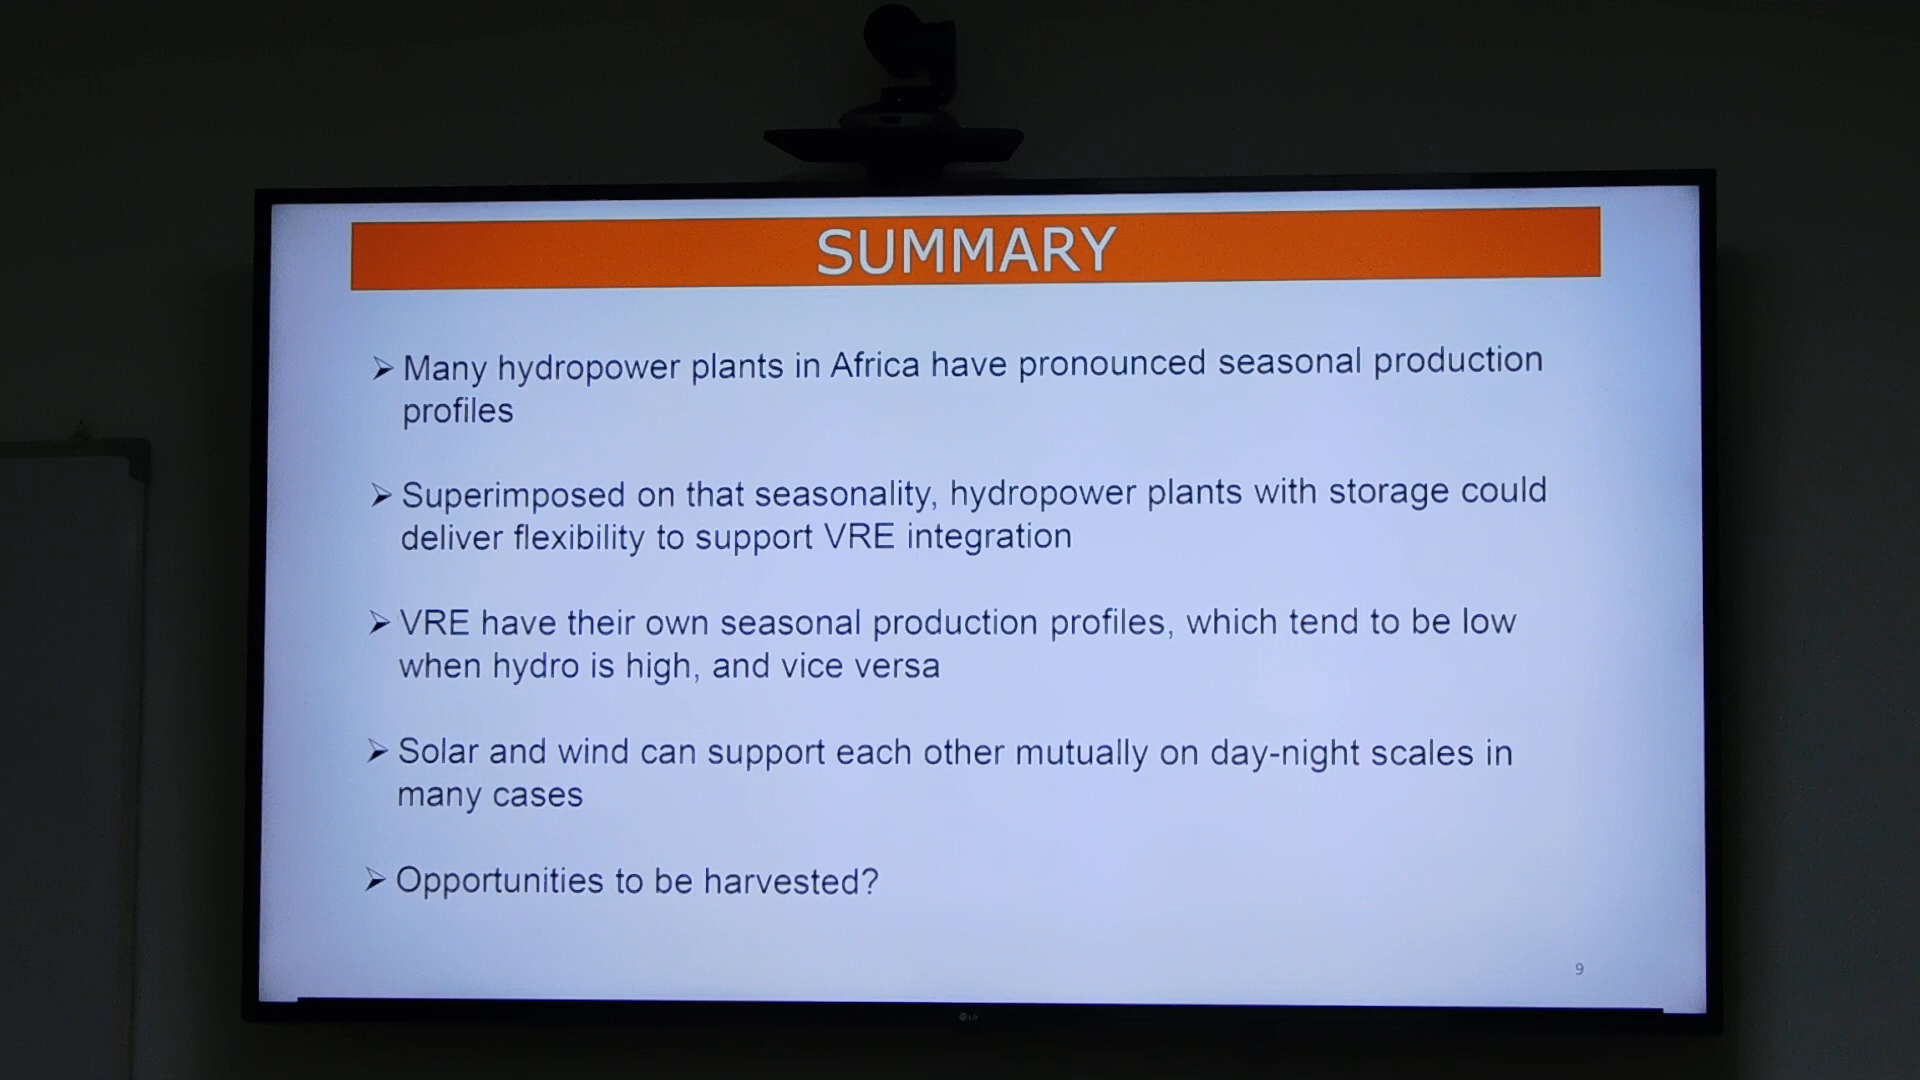 SUMMARY
➢ Many hydropower plants in Africa have pronounced seasonal production
profiles
➢ Superimposed on that seasonality, hydropower plants with storage could
deliver flexibility to support VRE integration
➢ VRE have their own seasonal production profiles, which tend to be low
when hydro is high, and vice versa
➢ Solar and wind can support each other mutually on day-night scales in
many cases
➢ Opportunities to be harvested?
9
LG